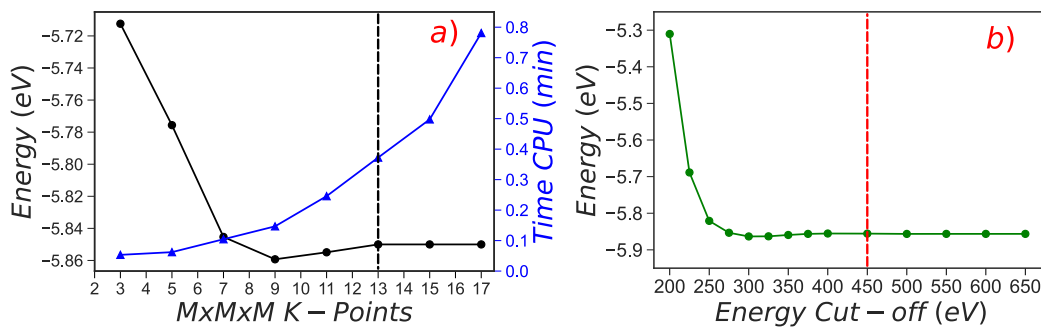 a)
Energy (eV)
−5.72
−5.74
−5.76
−5.78
−5.80
−5.82
−5.84
−5.86
2 3 4 5 6 7 8 9 10 11 12 13 14 15 16 17
MxMxM K − Points
0.8
0.7
0.6
0.5
0.4
0.3
0.2
0.1
0.0
Time CPU (min)
b)
Energy (eV)
−5.3
−5.4
−5.5
−5.6
−5.7
−5.8
−5.9
200 250 300 350 400 450 500 550 600 650
Energy Cut − off (eV)